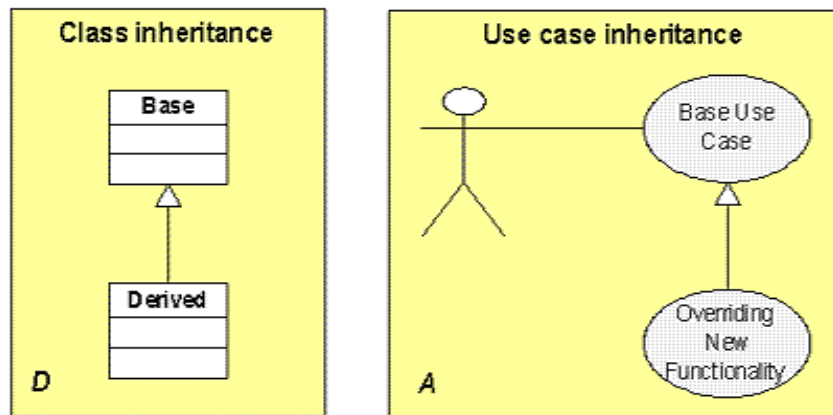 Class inheritance
Base
Derived
D
Use case inheritance
Base Use
Case
Overriding
New
Functionality
A